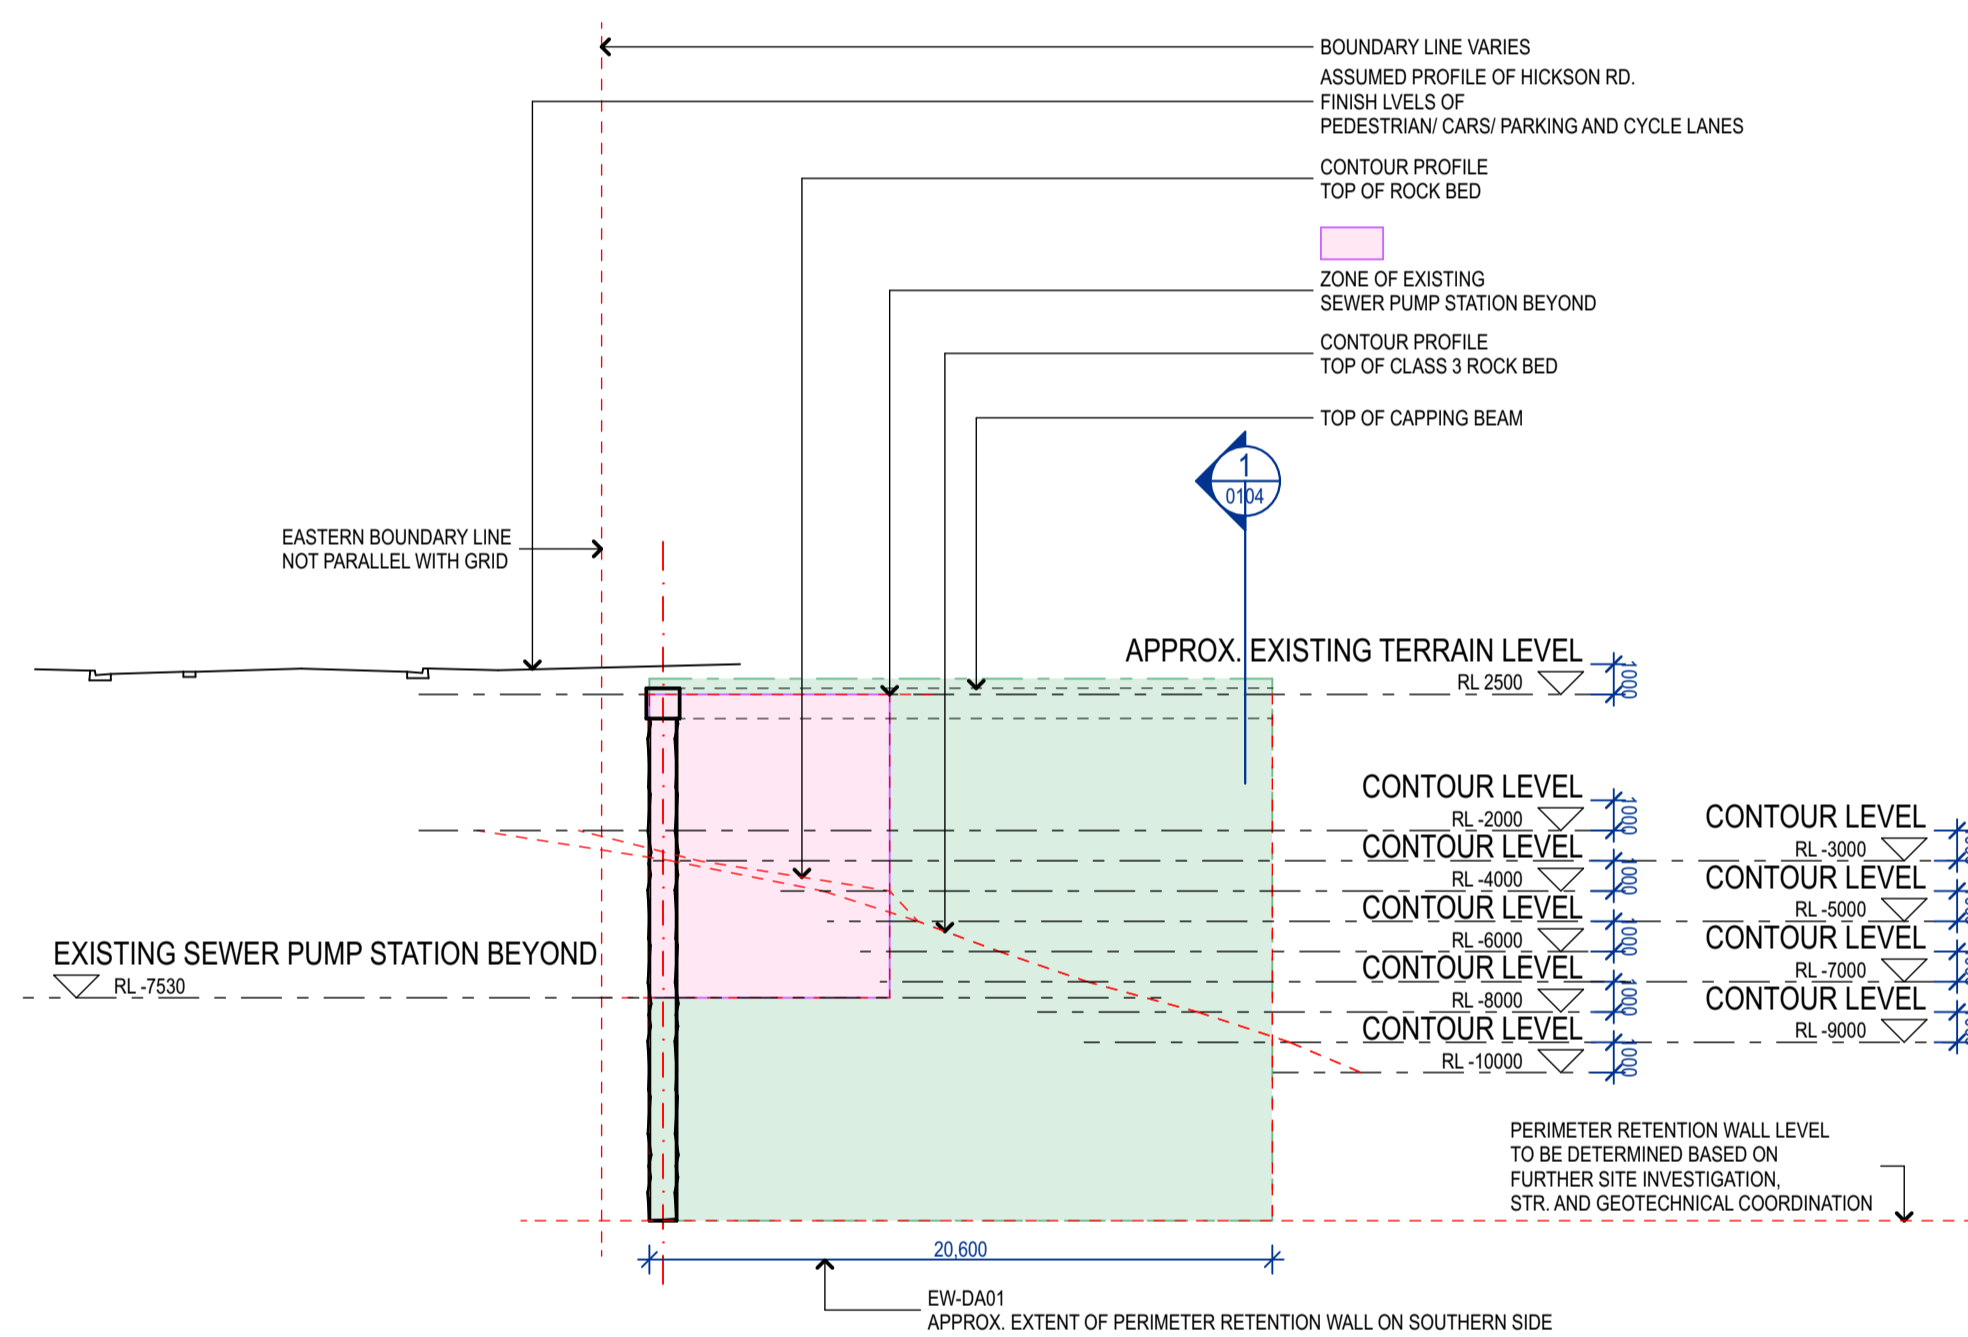 BOUNDARY LINE VARIES
ASSUMED PROFILE OF HICKSON RD.
FINISH LVELS OF
PEDESTRIAN/ CARS/ PARKING AND CYCLE LANES
CONTOUR PROFILE
TOP OF ROCK BED
ZONE OF EXISTING
SEWER PUMP STATION BEYOND
CONTOUR PROFILE
TOP OF CLASS 3 ROCK BED
TOP OF CAPPING BEAM
1
0104
EASTERN BOUNDARY LINE
NOT PARALLEL WITH GRID
APPROX. EXISTING TERRAIN LEVEL
RL 2500
1000
CONTOUR LEVEL
RL -2000
1000
CONTOUR LEVEL
RL -3000
CONTOUR LEVEL
RL -4000
1000
CONTOUR LEVEL
RL -5000
CONTOUR LEVEL
RL -6000
1000
CONTOUR LEVEL
RL -7000
CONTOUR LEVEL
RL -8000
1000
CONTOUR LEVEL
RL -9000
CONTOUR LEVEL
RL -10000
1000
EXISTING SEWER PUMP STATION BEYOND
RL -7530
PERIMETER RETENTION WALL LEVEL
TO BE DETERMINED BASED ON
FURTHER SITE INVESTIGATION,
STR. AND GEOTECHNICAL COORDINATION
20,600
EW-DA01
APPROX. EXTENT OF PERIMETER RETENTION WALL ON SOUTHERN SIDE